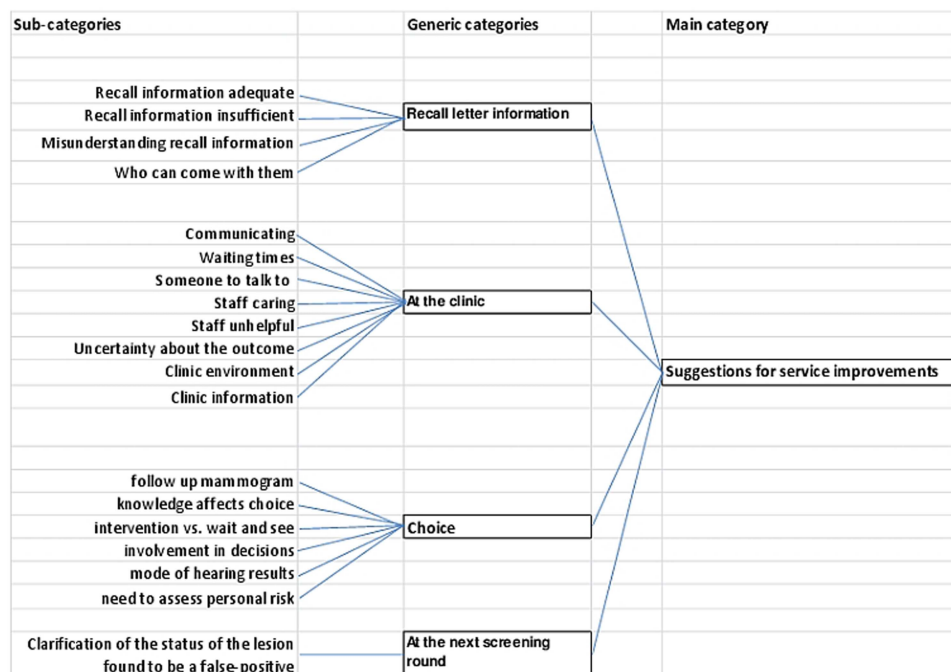 Sub-categories Generic categories Main category
Recall information adequate
Recall information insufficient
Misunderstanding recall information
Who can come with them
Recall letter information
Communicating
Waiting times
Someone to talk to
Staff caring
Staff unhelpful
Uncertainty about the outcome
Clinic environment
Clinic information
At the clinic
Suggestions for service improvements
follow up mammogram
knowledge affects choice
intervention vs. wait and see
involvement in decisions
mode of hearing results
need to assess personal risk
Choice
Clarification of the status of the lesion
found to be a false-positive
At the next screening
round